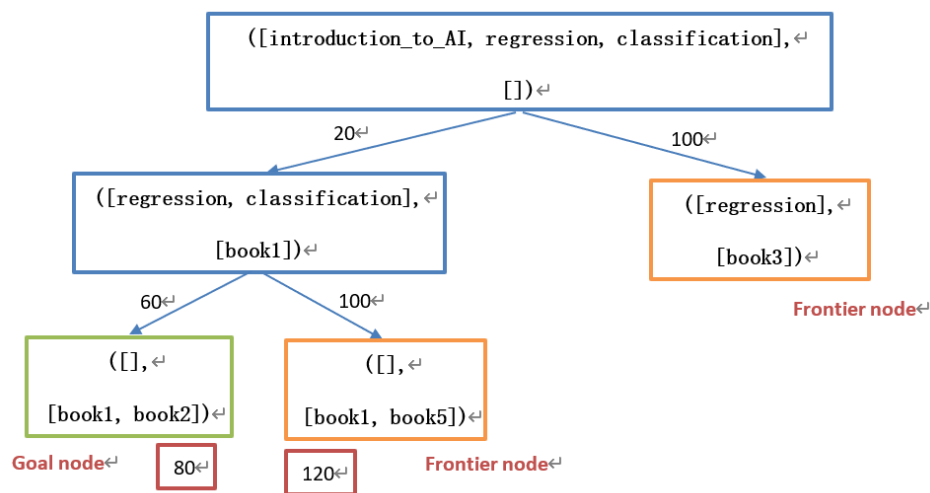 ([introduction_to_AI, regression, classification],↵
[])↵
20↵
100↵
([regression, classification],↵
[book1])↵
([regression],↵
[book3])↵
60↵
100↵
Frontier node↵
([],↵
[book1, book2])↵
([],↵
[book1, book5])↵
Goal node↵
80↵
120↵
Frontier node↵